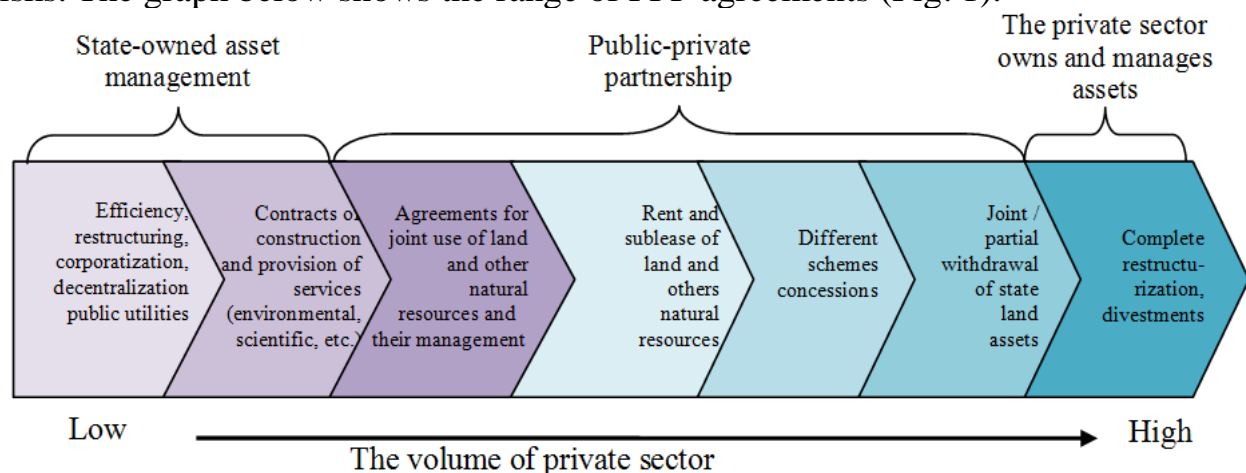 The graph below shows the range of PPP agreements (Fig. 1).
State-owned asset
management
Public-private
partnership
The private sector
owns and manages
assets
Efficiency,
restructuring,
corporatization,
decentralization
public utilities
Contracts of
construction
and provision of
services
(environmental,
scientific, etc.)
Agreements for
joint use of land
and other
natural
resources and
their management
Rent and
sublease of
land and
others
natural
resources
Different
schemes
concessions
Joint /
partial
withdrawal
of state
land
assets
Complete
restructu-
rization,
divestments
Low
High
The volume of private sector